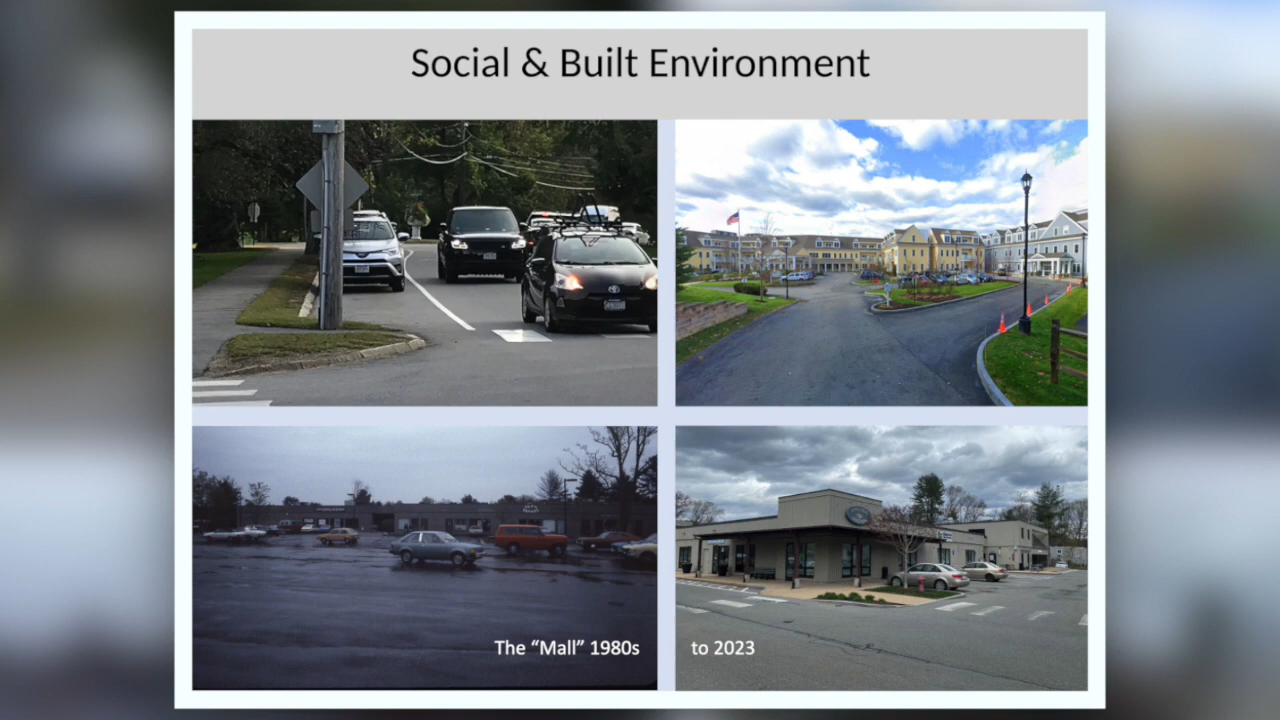 Social & Built Environment
The “Mall” 1980s
to 2023